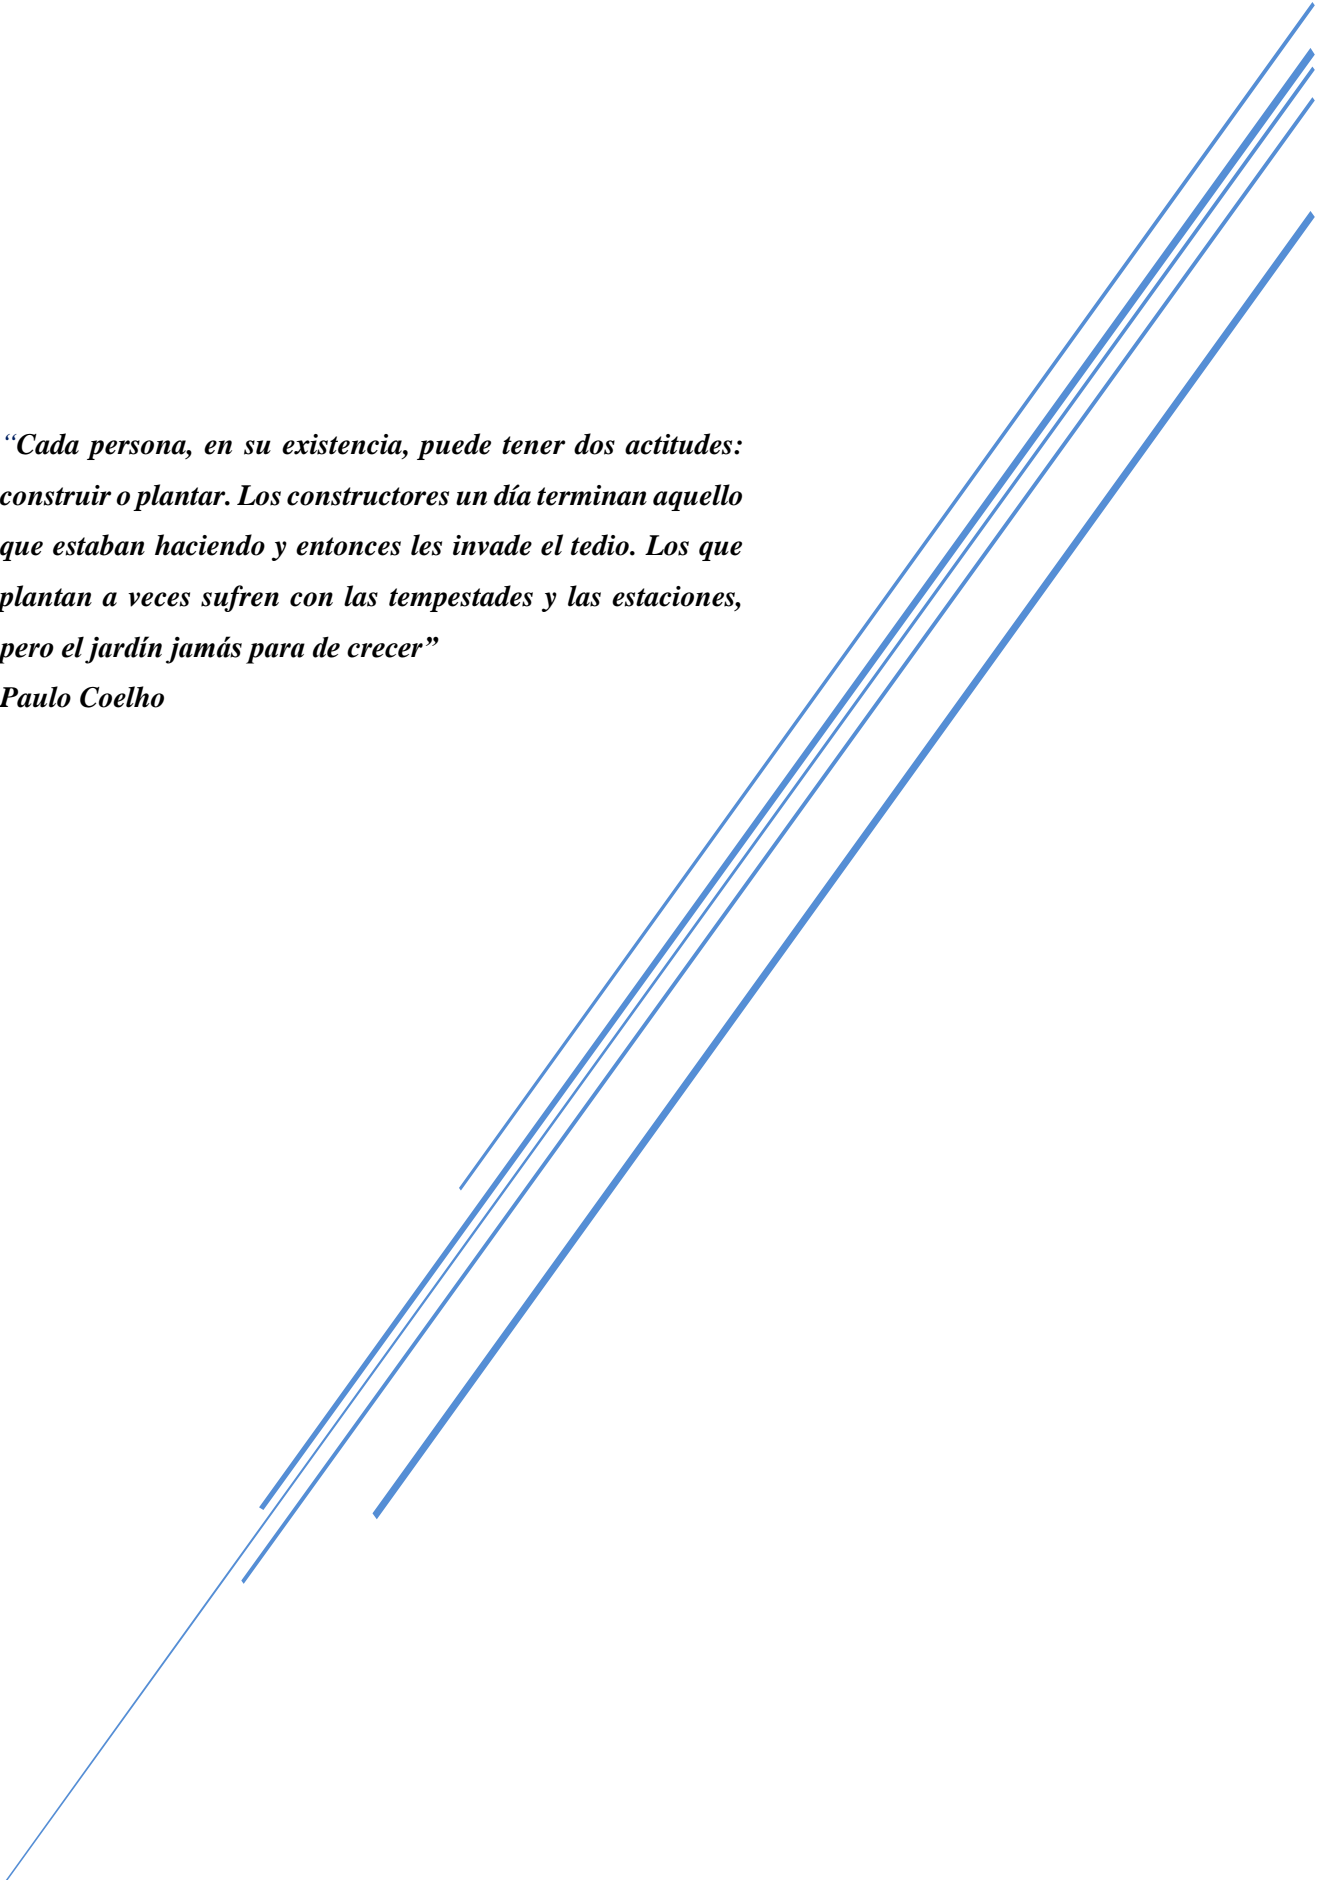 “Cada persona, en su existencia, puede tener dos actitudes:
construir o plantar. Los constructores un día terminan aquello
que estaban haciendo y entonces les invade el tedio. Los que
plantan a veces sufren con las tempestades y las estaciones,
pero el jardín jamás para de crecer”
Paulo Coelho